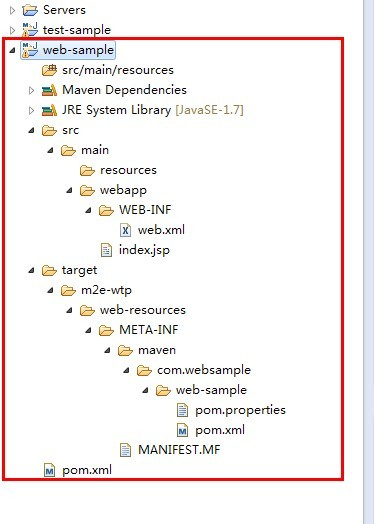 Servers
test-sample
web-sample
src/main/resources
Maven Dependencies
JRE System Library [JavaSE-1.7]
src
main
resources
webapp
WEB-INF
web.xml
index.jsp
target
m2e-wtp
web-resources
META-INF
maven
com.websample
web-sample
pom.properties
pom.xml
MANIFEST.MF
pom.xml